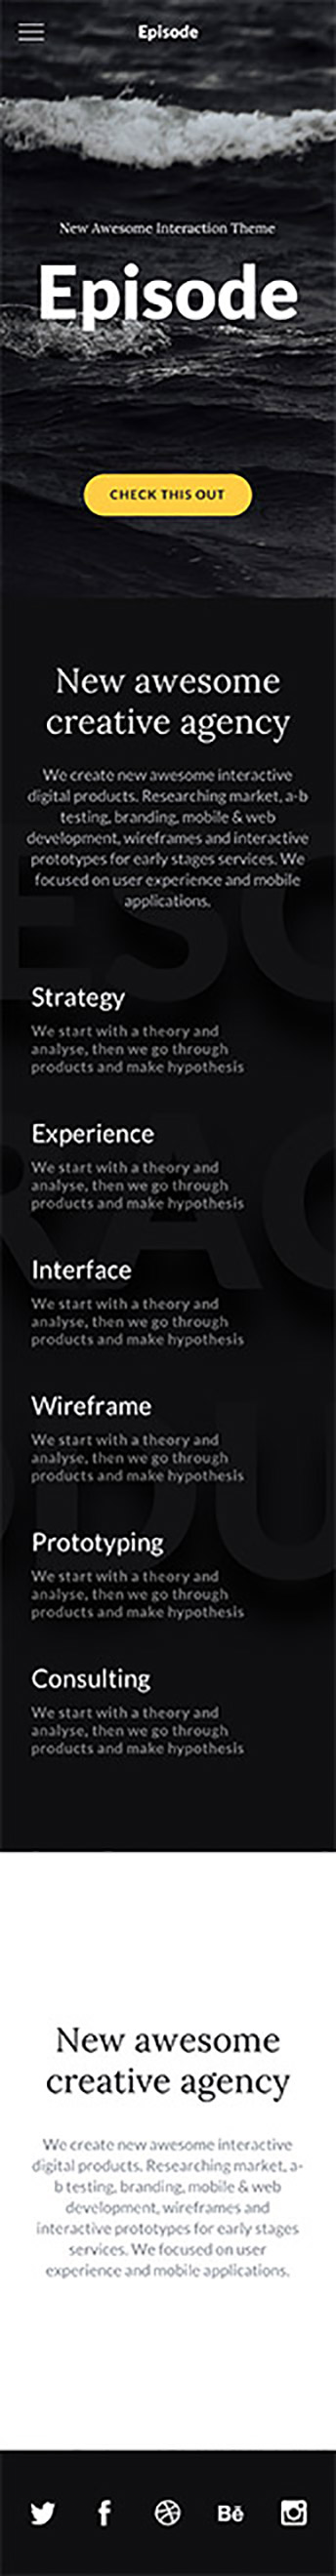 Episode
New Awesome Interaction Theme
Episode
CHECK THIS OUT
New awesome
creative agency
We create new awesome interactive
digital products. Researching market, a-b
testing, branding, mobile & web
development, wireframes and interactive
prototypes for early stages services. We
focused on user experience and mobile
applications.
Strategy
We start with a theory and
analyse, then we go through
products and make hypothesis
Experience
We start with a theory and
analyse, then we go through
products and make hypothesis
Interface
We start with a theory and
analyse, then we go through
products and make hypothesis
Wireframe
We start with a theory and
analyse, then we go through
products and make hypothesis
Prototyping
We start with a theory and
analyse, then we go through
products and make hypothesis
Consulting
We start with a theory and
analyse, then we go through
products and make hypothesis
New awesome
creative agency
We create new awesome interactive
digital products. Researching market, a-
b testing, branding, mobile & web
development, wireframes and
interactive prototypes for early stages
services. We focused on user
experience and mobile applications.
Bē